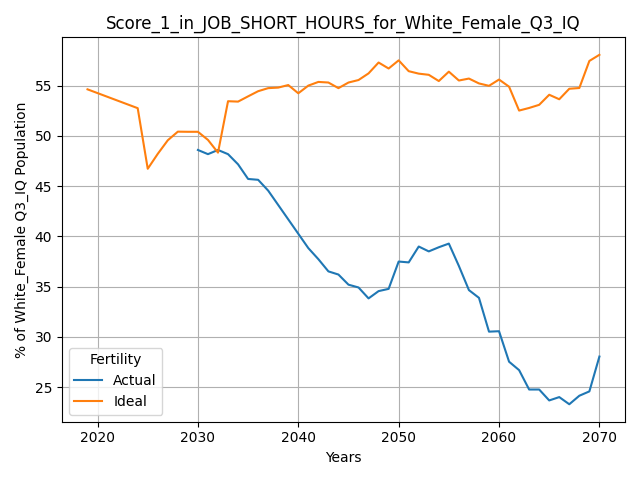 Score_1_in_JOB_SHORT_HOURS_for_White_Female_Q3_IQ
% of White_Female Q3_IQ Population
55
50
45
40
35
30
25
Fertility
Actual
Ideal
2020 2030 2040 2050 2060 2070
Years